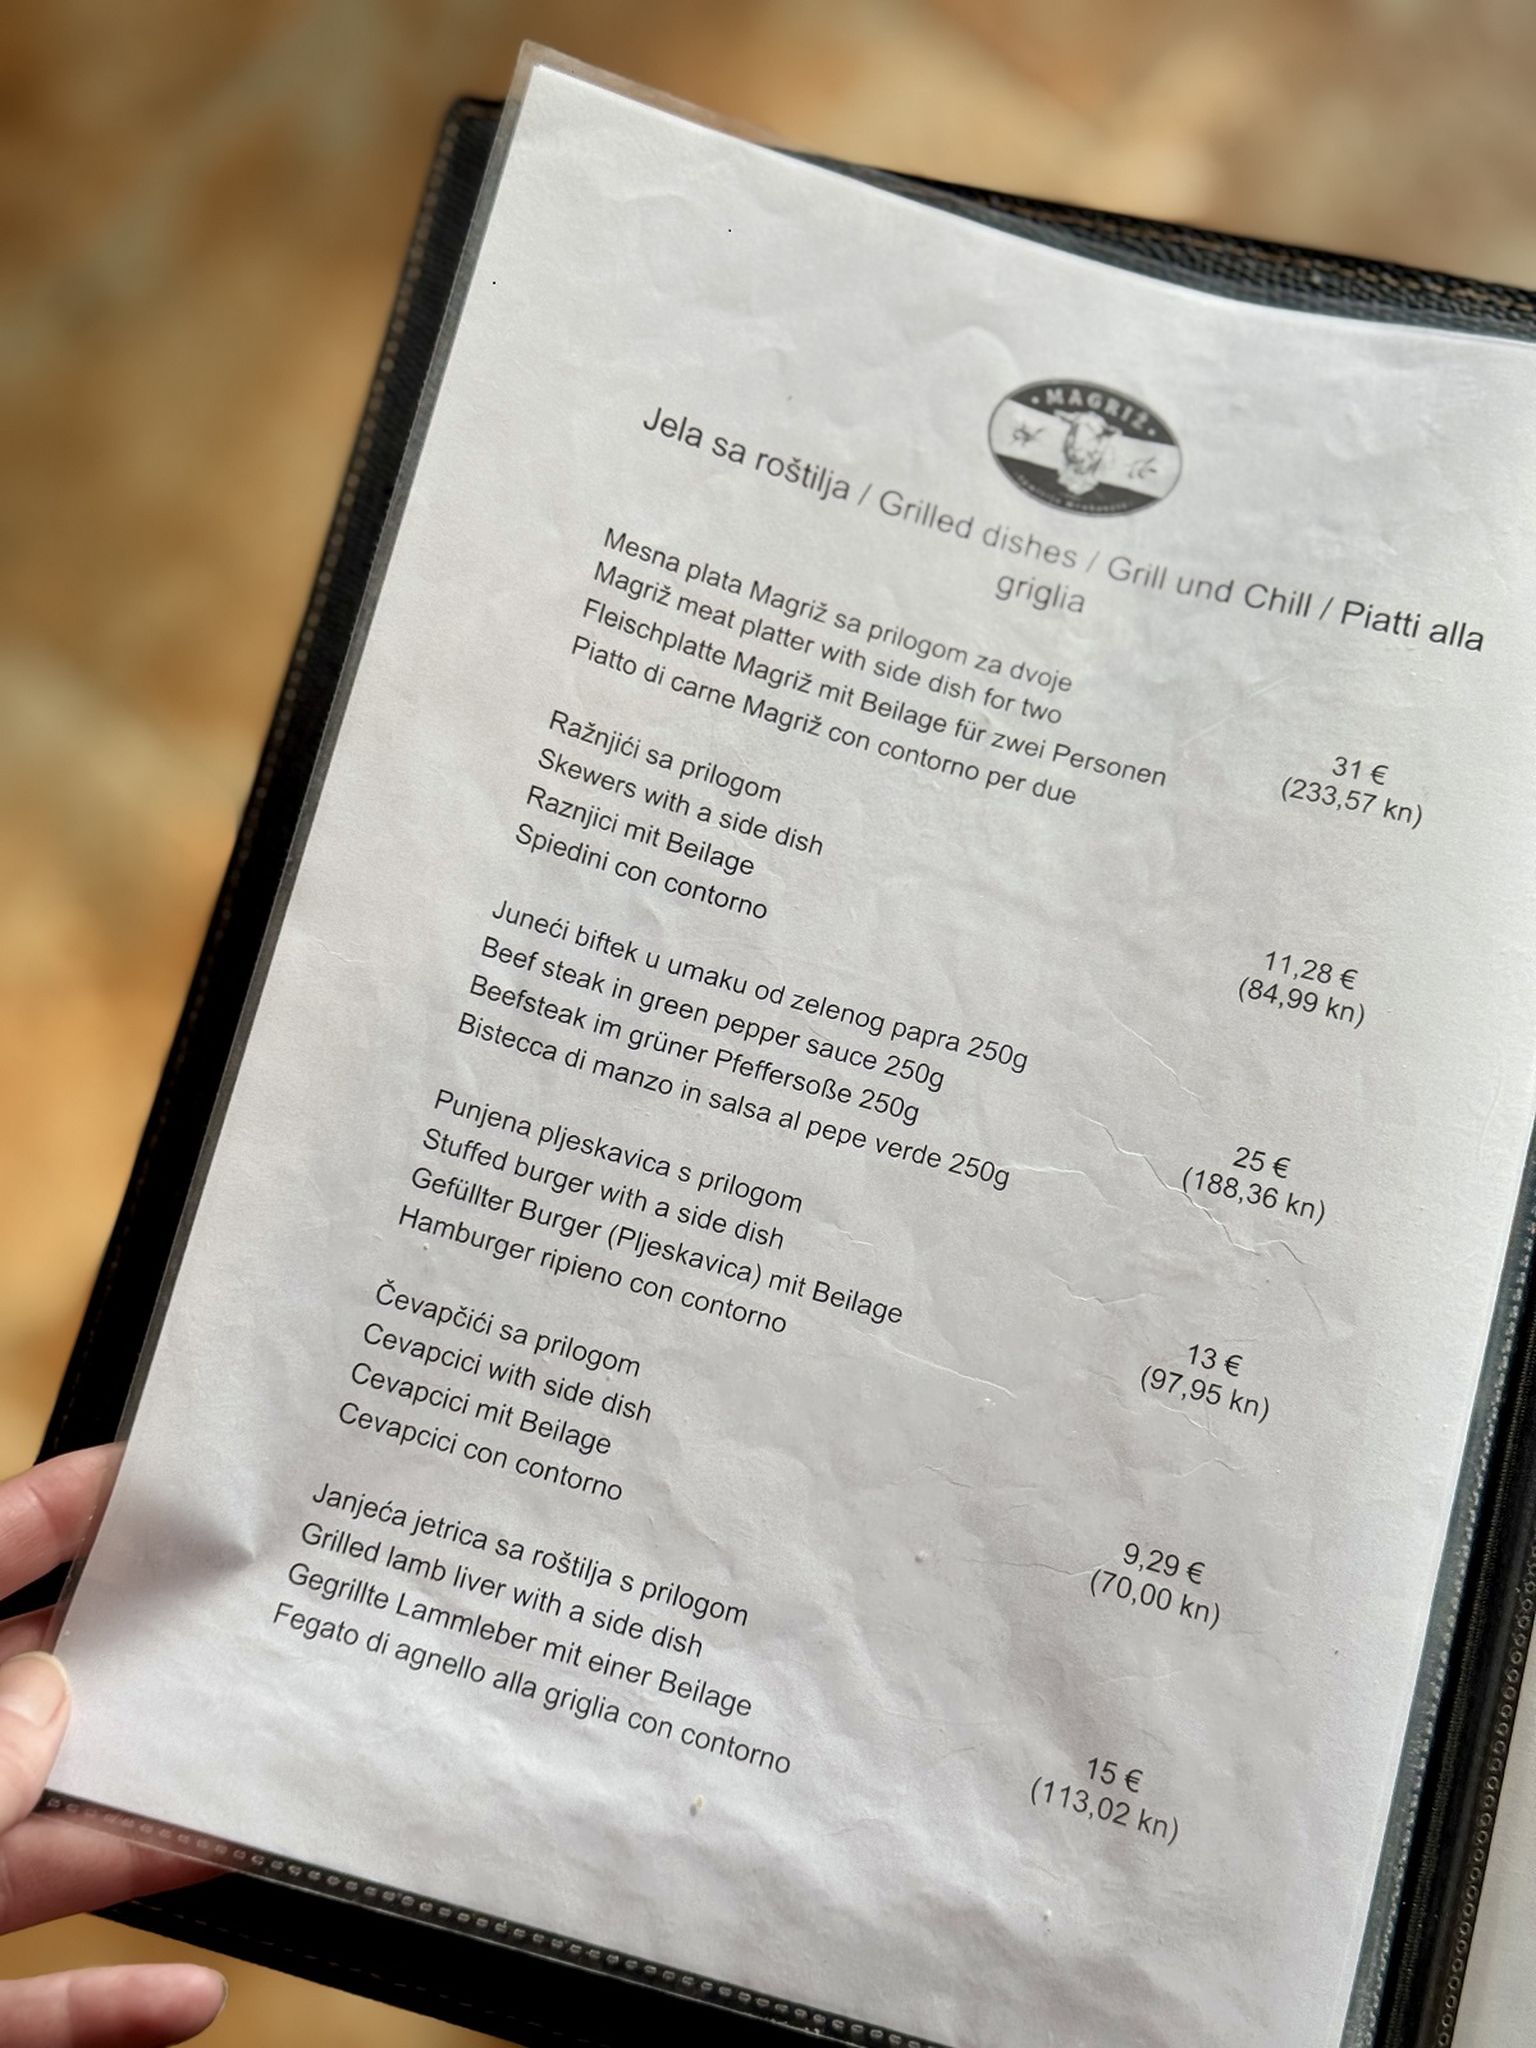 MAGRIŽ
Jela sa roštilja / Grilled dishes / Grill und Chill / Piatti alla
griglia
Mesna plata Magriž sa prilogom za dvoje
Magriž meat platter with side dish for two
Fleischplatte Magriž mit Beilage für zwei Personen
Piatto di carne Magriž con contorno per due
31 €
(233,57 kn)
Ražnjići sa prilogom
Skewers with a side dish
Raznjici mit Beilage
Spiedini con contorno
11,28 €
(84,99 kn)
Juneći biftek u umaku od zelenog papra 250g
Beef steak in green pepper sauce 250g
Beefsteak im grüner Pfeffersoße 250g
Bistecca di manzo in salsa al pepe verde 250g
25 €
(188,36 kn)
Punjena pljeskavica s prilogom
Stuffed burger with a side dish
Gefüllter Burger (Pljeskavica) mit Beilage
Hamburger ripieno con contorno
13 €
(97,95 kn)
Čevapčići sa prilogom
Cevapcici with side dish
Cevapcici mit Beilage
Cevapcici con contorno
9,29 €
(70,00 kn)
Janjeća jetrica sa roštilja s prilogom
Grilled lamb liver with a side dish
Gegrillte Lammleber mit einer Beilage
Fegato di agnello alla griglia con contorno
15 €
(113,02 kn)